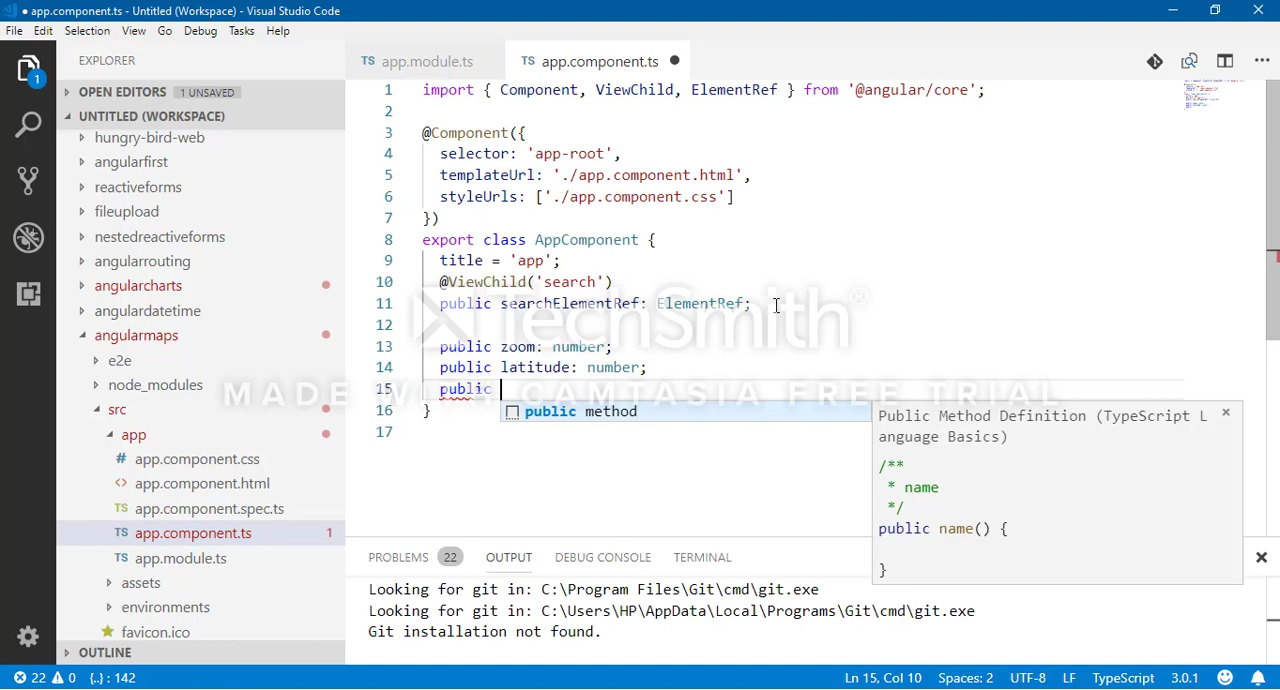 ● app.component.ts - Untitled (Workspace) - Visual Studio Code
File Edit Selection View Go Debug Tasks Help
EXPLORER
OPEN EDITORS 1 UNSAVED
UNTITLED (WORKSPACE)
hungry-bird-web
angularfirst
reactiveforms
fileupload
nestedreactiveforms
angularrouting
angularcharts
angulardatetime
angularmaps
e2e
node_modules
src
app
# app.component.css
<> app.component.html
TS app.component.spec.ts
TS app.component.ts 1
TS app.module.ts
assets
environments
favicon.ico
OUTLINE
1
TS app.module.ts
TS app.component.ts ●
1 import { Component, ViewChild, ElementRef } from '@angular/core';
2
3 @Component({
4 selector: 'app-root',
5 templateUrl: './app.component.html',
6 styleUrls: ['./app.component.css']
7 })
8 export class AppComponent {
9 title = 'app';
10 @ViewChild('search')
11 public searchElementRef: ElementRef;
12
13 public zoom: number;
14 public latitude: number;
15 public
16 }
17
public method
Public Method Definition (TypeScript L
anguage Basics)
/**
* name
*/
public name() {
}
TechSmith®
MADE WITH CAMTASIA FREE TRIAL
PROBLEMS 22 OUTPUT DEBUG CONSOLE TERMINAL
Looking for git in: C:\Program Files\Git\cmd\git.exe
Looking for git in: C:\Users\HP\AppData\Local\Programs\Git\cmd\git.exe
Git installation not found.
22 0 {..} : 142
Ln 15, Col 10 Spaces: 2 UTF-8 LF TypeScript 3.0.1